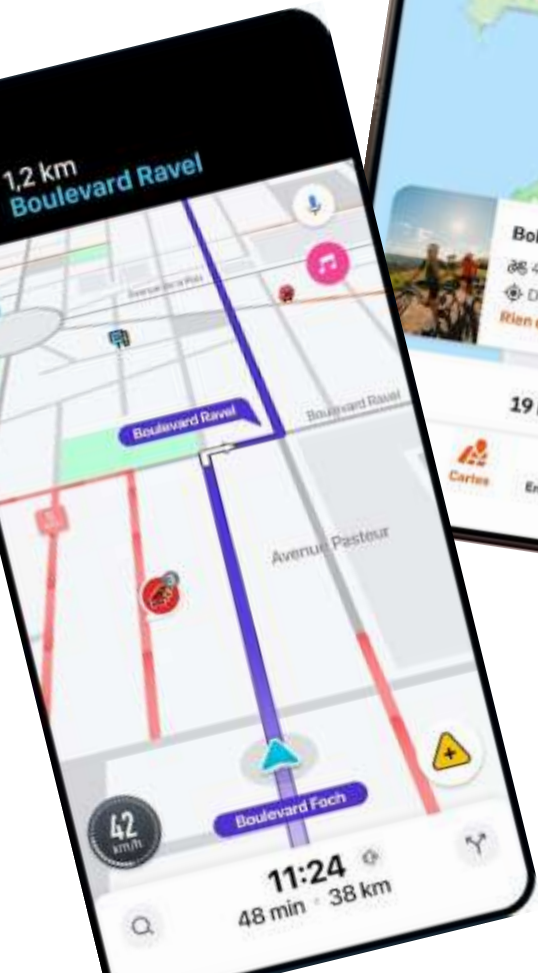 1,2 km
Boulevard Ravel
Boulevard Ravel
Boulevard Ravel
Avenue Pasteur
Boulevard Foch
42
km/h
11:24
48 min • 38 km
Rien
19
Cartes